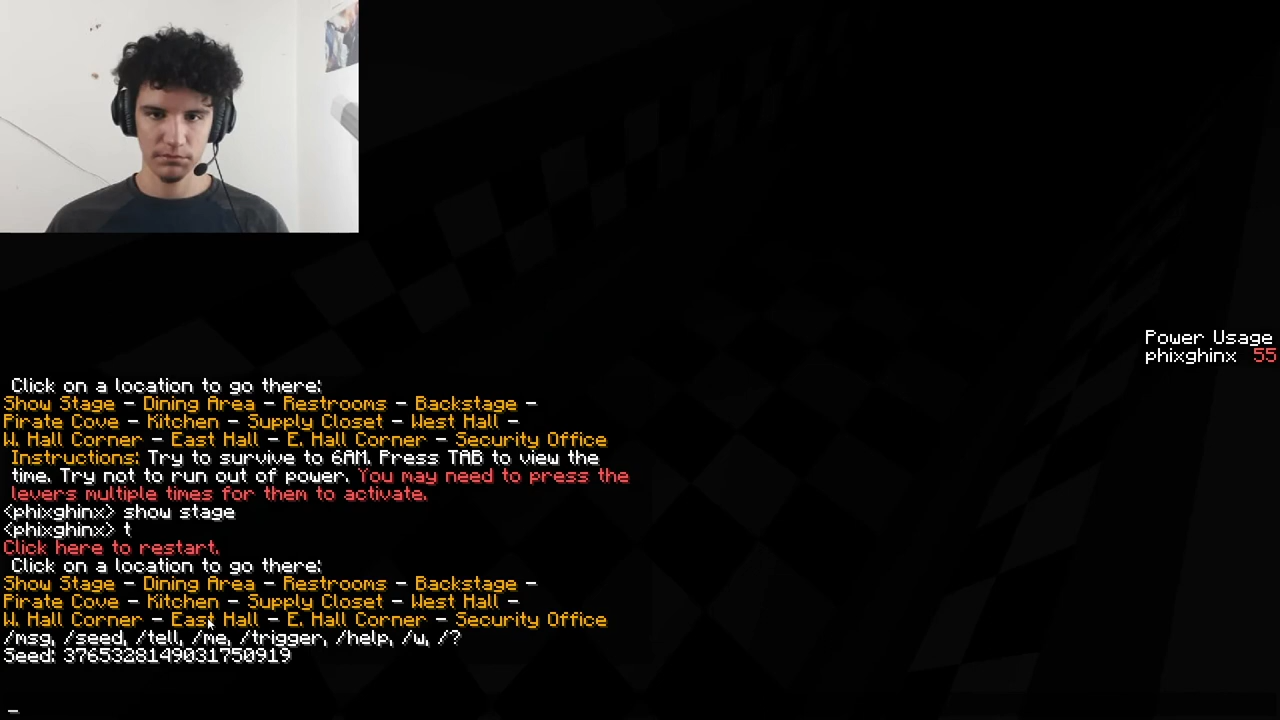 Power Usage
phixghinx 55
Click on a location to go there:
Show Stage - Dining Area - Restrooms - Backstage -
Pirate Cove - Kitchen - Supply Closet - West Hall -
W. Hall Corner - East Hall - E. Hall Corner - Security Office
Instructions: Try to survive to 6AM. Press TAB to view the
time. Try not to run out of power. You may need to press the
levers multiple times for them to activate.
<phixghinx> show stage
<phixghinx> t
Click here to restart.
Click on a location to go there:
Show Stage - Dining Area - Restrooms - Backstage -
Pirate Cove - Kitchen - Supply Closet - West Hall -
W. Hall Corner - East Hall - E. Hall Corner - Security Office
/msg, /seed, /tell, /me, /trigger, /help, /w, /?
Seed: 3765328149031750919
_